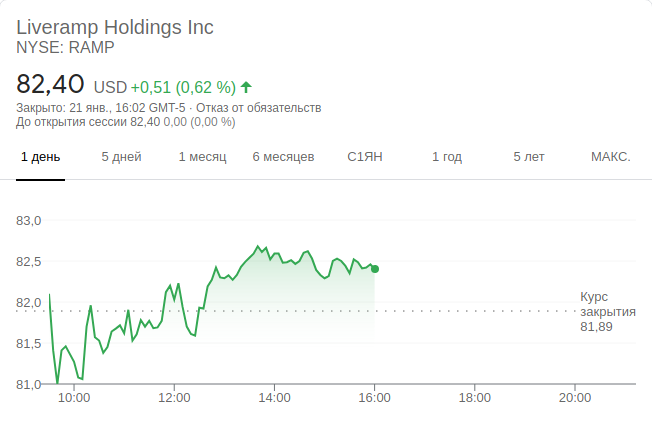 Liveramp Holdings Inc
NYSE: RAMP
82,40 USD +0,51 (0,62 %)
Закрыто: 21 янв., 16:02 GMT-5 · Отказ от обязательств
До открытия сессии 82,40 0,00 (0,00 %)
1 день 5 дней 1 месяц 6 месяцев С1ЯН 1 год 5 лет МАКС.
83,0
82,5
82,0
Курс
закрытия
81,89
81,5
81,0
10:00 12:00 14:00 16:00 18:00 20:00